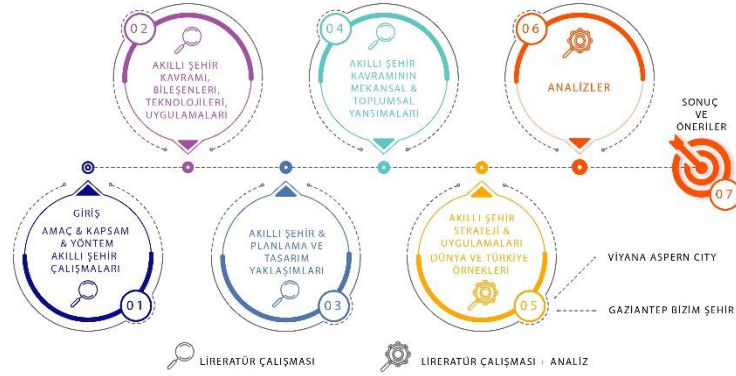 02
AKILLI ŞEHİR
KAVRAMI,
BİLEŞENLERİ,
TEKNOLOJİLERİ,
UYGULAMALARI
04
AKILLI ŞEHİR
KAVRAMININ
MEKANSAL &
TOPLUMSAL
YANSIMALARI
06
ANALİZLER
SONUÇ
VE
ÖNERİLER
07
GİRİŞ
AMAÇ & KAPSAM
& YÖNTEM
AKILLI ŞEHİR
ÇALIŞMALARI
01
AKILLI ŞEHİR &
PLANLAMA VE
TASARIM
YAKLAŞIMLARI
03
AKILLI ŞEHİR
STRATEJİ &
UYGULAMALARI
DÜNYA VE TÜRKİYE
ÖRNEKLERİ
05
VİYANA ASPERN CITY
GAZİANTEP BİZİM ŞEHİR
LİRERATÜR ÇALIŞMASI
LİRERATÜR ÇALIŞMASI + ANALİZ